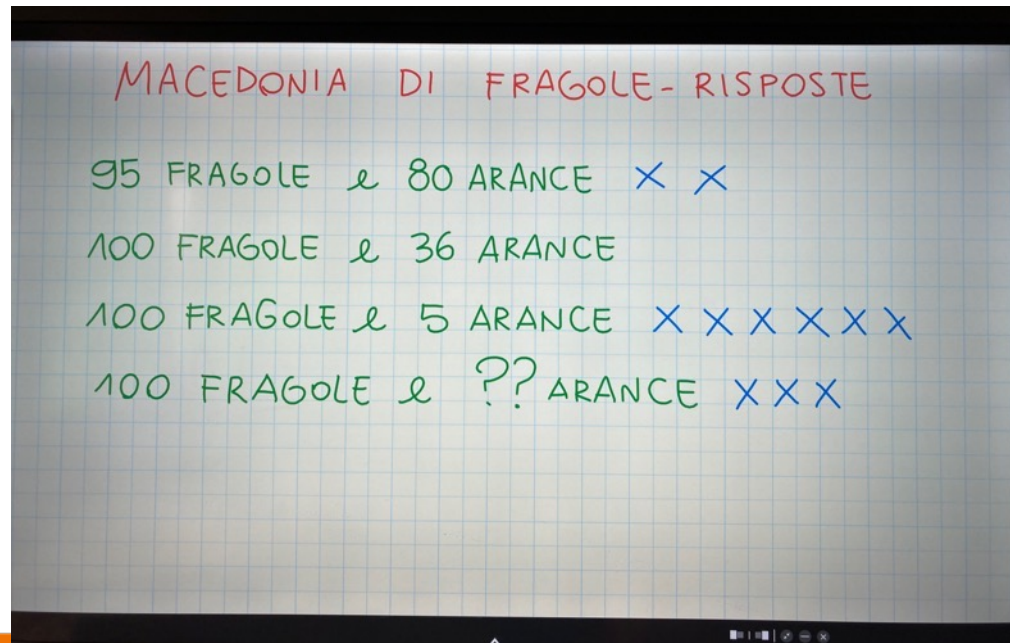 MACEDONIA DI FRAGOLE - RISPOSTE
95 FRAGOLE e 80 ARANCE X X
100 FRAGOLE e 36 ARANCE
100 FRAGOLE e 5 ARANCE X X X X X X
100 FRAGOLE e ?? ARANCE X X X